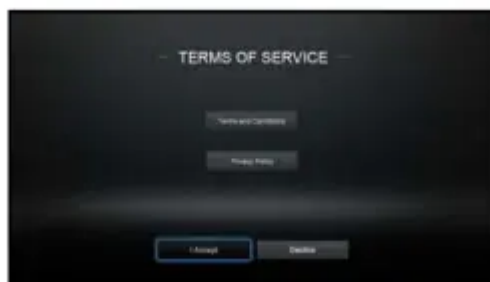 TERMS OF SERVICE
Terms and Conditions
Privacy Policy
I Accept Decline